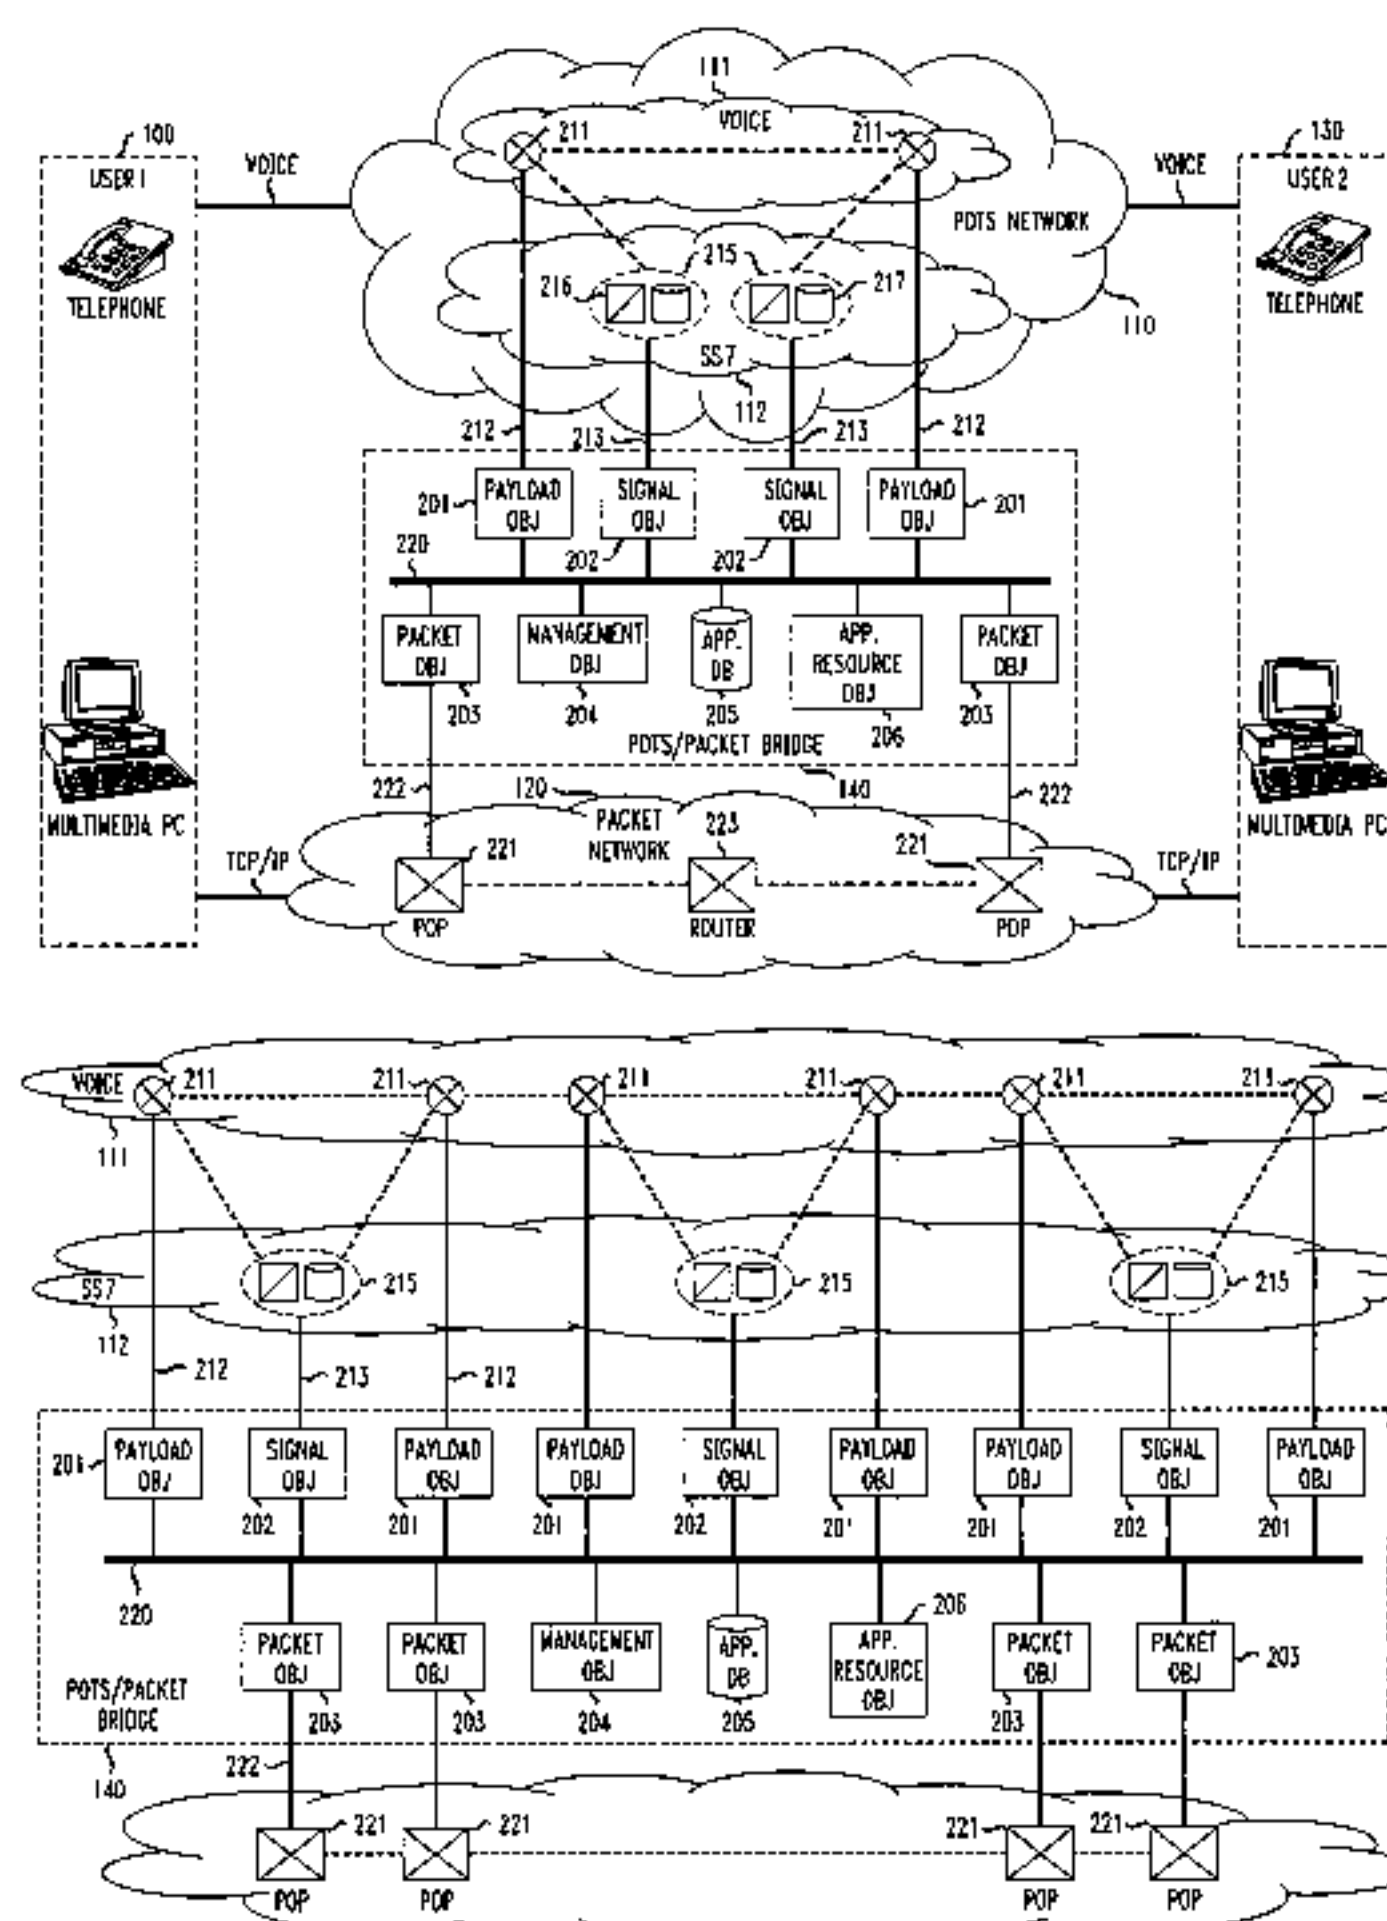 111
VOICE
211 211
100 130
USER 1 VOICE VOICE USER 2
POTS NETWORK
TELEPHONE TELEPHONE
216 215 217
110
SS7
112
212 213 213 212
201 PAYLOAD OBJ SIGNAL OBJ SIGNAL OBJ PAYLOAD OBJ 201
202 202
220
PACKET OBJ MANAGEMENT OBJ APP. DB APP. RESOURCE OBJ PACKET OBJ
203 204 205 206 203
POTS/PACKET BRIDGE
222 120 140 222
MULTIMEDIA PC PACKET NETWORK 223 MULTIMEDIA PC
TCP/IP 221 221 TCP/IP
POP ROUTER POP
VOICE 211 211 211 211 211 211
111
SS7 215 215 215
112
212 213 212
201 PAYLOAD OBJ SIGNAL OBJ PAYLOAD OBJ PAYLOAD OBJ SIGNAL OBJ PAYLOAD OBJ PAYLOAD OBJ SIGNAL OBJ PAYLOAD OBJ
202 201 201 202 201 201 202 201
220
206
PACKET OBJ PACKET OBJ MANAGEMENT OBJ APP. DB APP. RESOURCE OBJ PACKET OBJ PACKET OBJ 203
203 203 204 205 203
POTS/PACKET
BRIDGE
222
140
221 221 221 221
POP POP POP POP